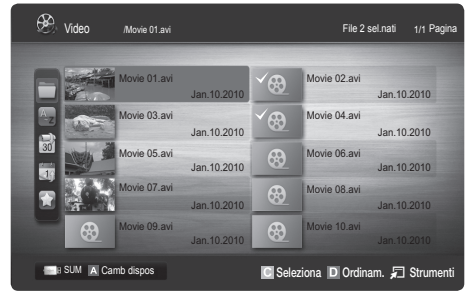 Video /Movie 01.avi File 2 sel.nati 1/1 Pagina
Movie 01.avi Movie 02.avi
Jan.10.2010 Jan.10.2010
Movie 03.avi Movie 04.avi
Jan.10.2010 Jan.10.2010
Movie 05.avi Movie 06.avi
Jan.10.2010 Jan.10.2010
Movie 07.avi Movie 08.avi
Jan.10.2010 Jan.10.2010
Movie 09.avi Movie 10.avi
Jan.10.2010 Jan.10.2010
A Z
30
1
SUM A Camb dispos C Seleziona D Ordinam. Strumenti